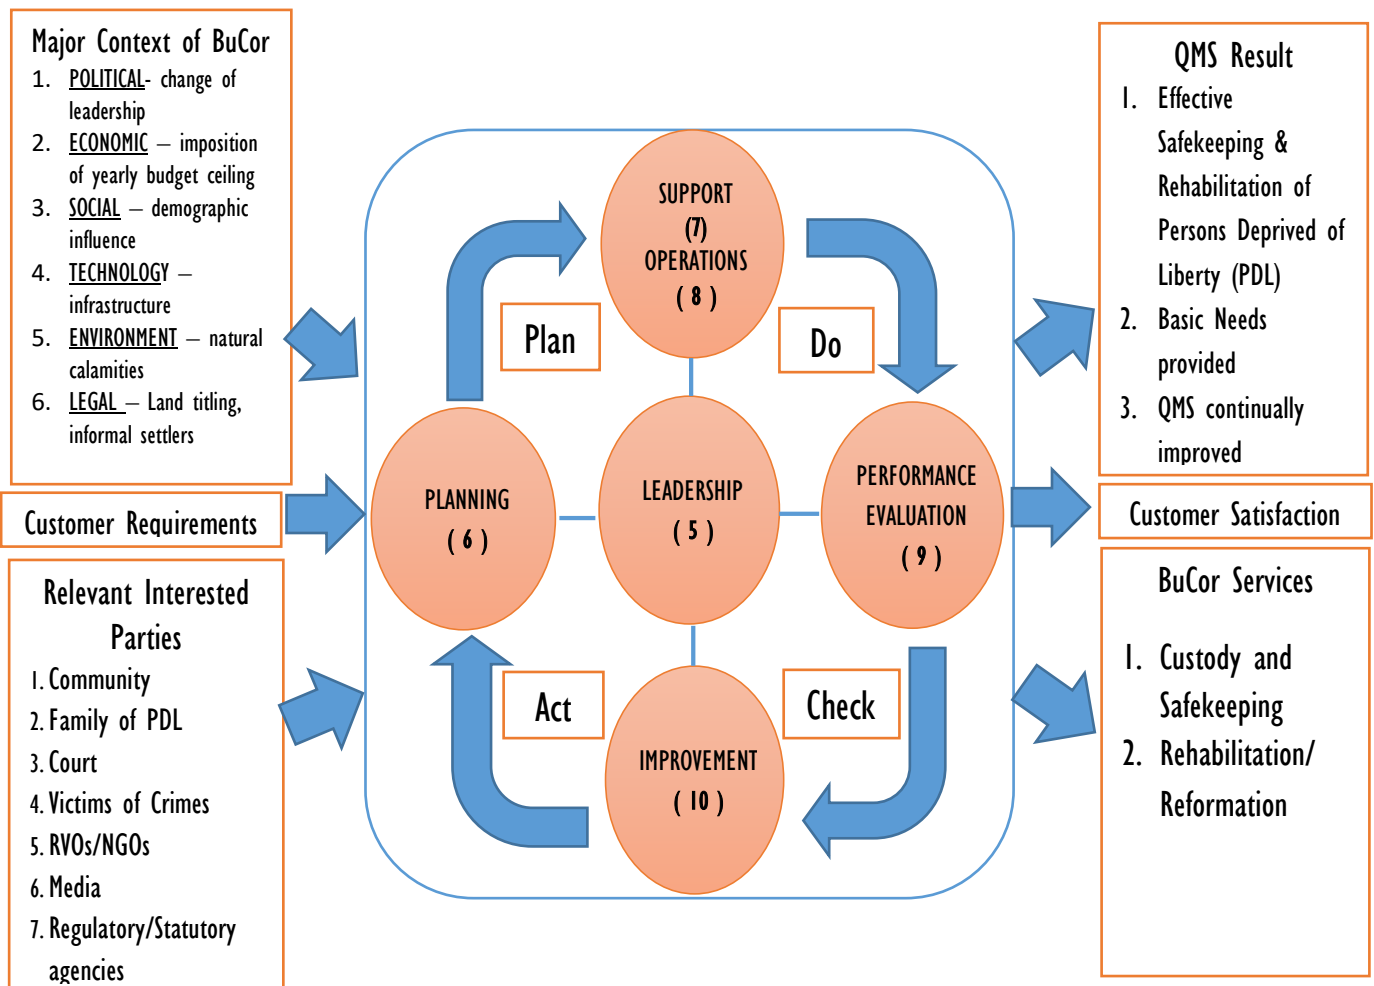 Major Context of BuCor
1. POLITICAL- change of
leadership
2. ECONOMIC – imposition
of yearly budget ceiling
3. SOCIAL – demographic
influence
4. TECHNOLOGY –
infrastructure
5. ENVIRONMENT – natural
calamities
6. LEGAL – Land titling,
informal settlers
Customer Requirements
Relevant Interested
Parties
1. Community
2. Family of PDL
3. Court
4. Victims of Crimes
5. RVOs/NGOs
6. Media
7. Regulatory/Statutory
agencies
SUPPORT
(7)
OPERATIONS
( 8 )
Plan
Do
PLANNING
( 6 )
LEADERSHIP
( 5 )
PERFORMANCE
EVALUATION
( 9 )
Act
Check
IMPROVEMENT
( 10 )
QMS Result
1. Effective
Safekeeping &
Rehabilitation of
Persons Deprived of
Liberty (PDL)
2. Basic Needs
provided
3. QMS continually
improved
Customer Satisfaction
BuCor Services
1. Custody and
Safekeeping
2. Rehabilitation/
Reformation